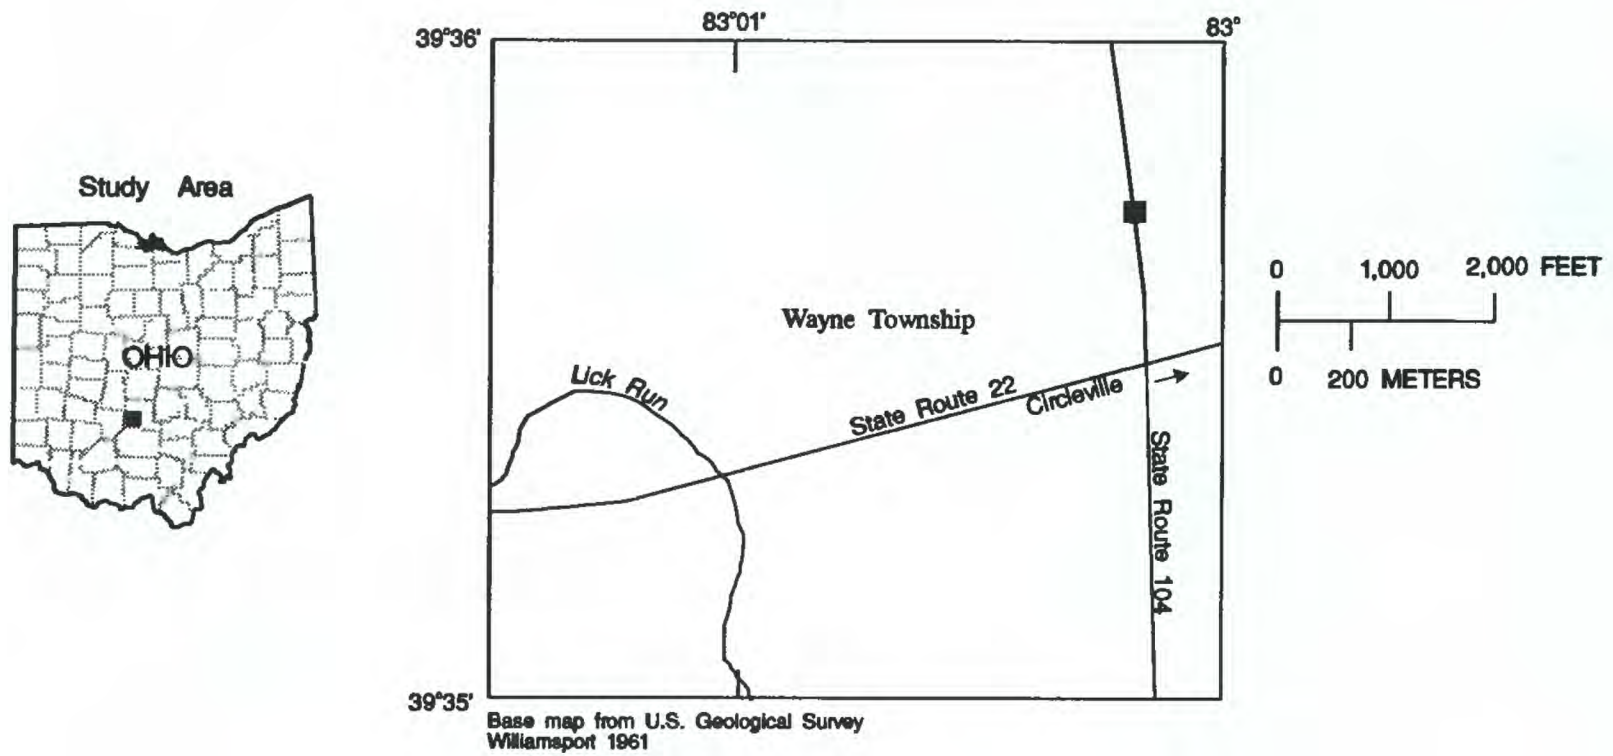 Study Area
OHIO
39°36'
83°01'
83°
Wayne Township
Lick Run
State Route 22
Circleville
State Route 104
39°35'
Base map from U.S. Geological Survey
Williamsport 1961
0 1,000 2,000 FEET
0 200 METERS